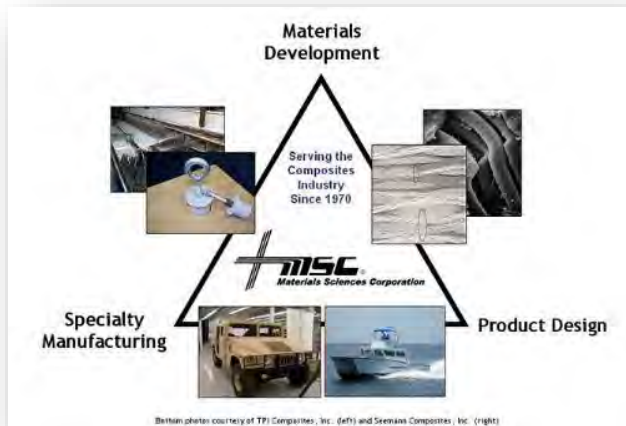 Materials
Development
Serving the
Composites
Industry
Since 1970
MSC®
Materials Sciences Corporation
Specialty
Manufacturing
Product Design
Bottom photos courtesy of TPI Composites, Inc. (left) and Seemann Composites, Inc. (right)